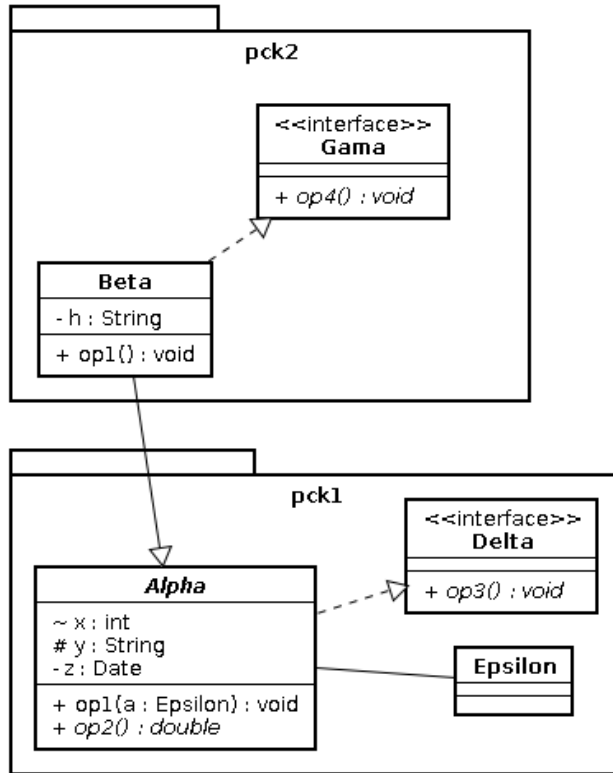 pck2
<<interface>>
Gama
+ op4() : void
Beta
- h : String
+ op1() : void
pck1
<<interface>>
Delta
+ op3() : void
Alpha
~ x : int
# y : String
- z : Date
+ op1(a : Epsilon) : void
+ op2() : double
Epsilon